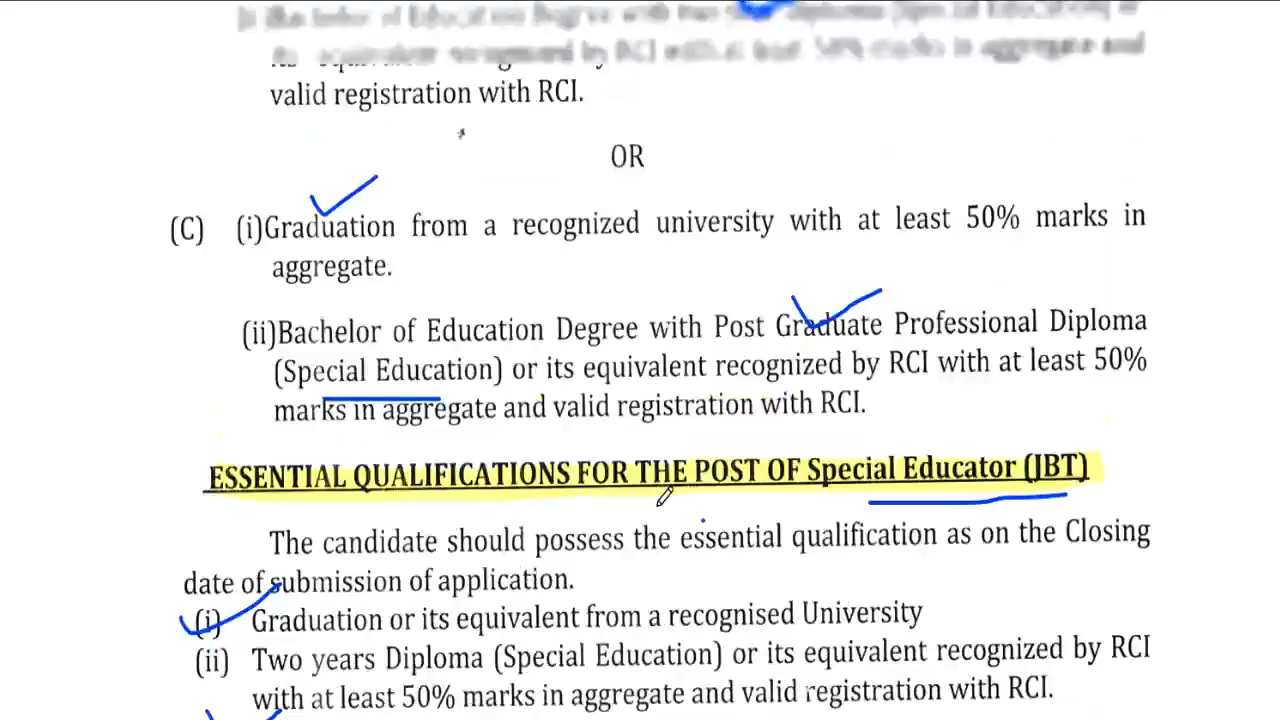 valid registration with RCI.
OR
(C) (i)Graduation from a recognized university with at least 50% marks in
aggregate.
(ii)Bachelor of Education Degree with Post Graduate Professional Diploma
(Special Education) or its equivalent recognized by RCI with at least 50%
marks in aggregate and valid registration with RCI.
ESSENTIAL QUALIFICATIONS FOR THE POST OF Special Educator (JBT)
The candidate should possess the essential qualification as on the Closing
date of submission of application.
(i) Graduation or its equivalent from a recognised University
(ii) Two years Diploma (Special Education) or its equivalent recognized by RCI
with at least 50% marks in aggregate and valid registration with RCI.